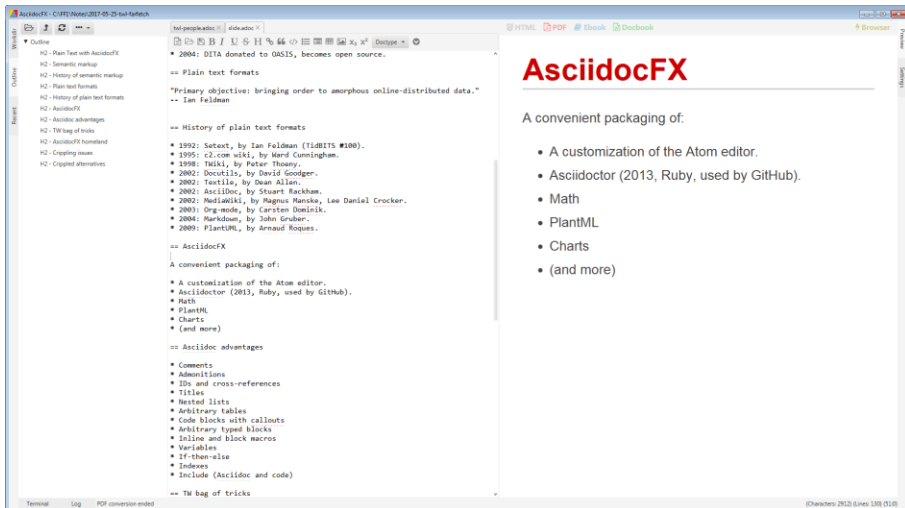 AsciidocFX - C:\FF2\Notes\2017-05-25-twl-farfetch
Workdir
Outline
Recent
▼ Outline
H2 - Plain Text with AsciidocFX
H2 - Semantic markup
H2 - History of semantic markup
H2 - Plain text formats
H2 - History of plain text formats
H2 - AsciidocFX
H2 - Asciidoc advantages
H2 - TW bag of tricks
H2 - AsciidocFX homeland
H2 - Crippling issues
H2 - Crippled alternatives
twl-people.adoc
slide.adoc
Doctype
* 2004: DITA donated to OASIS, becomes open source.
== Plain text formats
"Primary objective: bringing order to amorphous online-distributed data."
-- Ian Feldman
== History of plain text formats
* 1992: Setext, by Ian Feldman (TidBITS #100).
* 1995: c2.com wiki, by Ward Cunningham.
* 1998: TWiki, by Peter Thoeny.
* 2002: Docutils, by David Goodger.
* 2002: Textile, by Dean Allen.
* 2002: AsciiDoc, by Stuart Rackham.
* 2002: MediaWiki, by Magnus Manske, Lee Daniel Crocker.
* 2003: Org-mode, by Carsten Dominik.
* 2004: Markdown, by John Gruber.
* 2009: PlantUML, by Arnaud Roques.
== AsciidocFX
A convenient packaging of:
* A customization of the Atom editor.
* Asciidoctor (2013, Ruby, used by GitHub).
* Math
* PlantML
* Charts
* (and more)
== Asciidoc advantages
* Comments
* Admonitions
* IDs and cross-references
* Titles
* Nested lists
* Arbitrary tables
* Code blocks with callouts
* Arbitrary typed blocks
* Inline and block macros
* Variables
* If-then-else
* Indexes
* Include (Asciidoc and code)
== TW bag of tricks
HTML PDF Ebook Docbook
Browser
Preview
Settings
AsciidocFX
A convenient packaging of:
• A customization of the Atom editor.
• Asciidoctor (2013, Ruby, used by GitHub).
• Math
• PlantML
• Charts
• (and more)
Terminal
Log
PDF conversion ended
(Characters: 2912) (Lines: 130) (51:0)